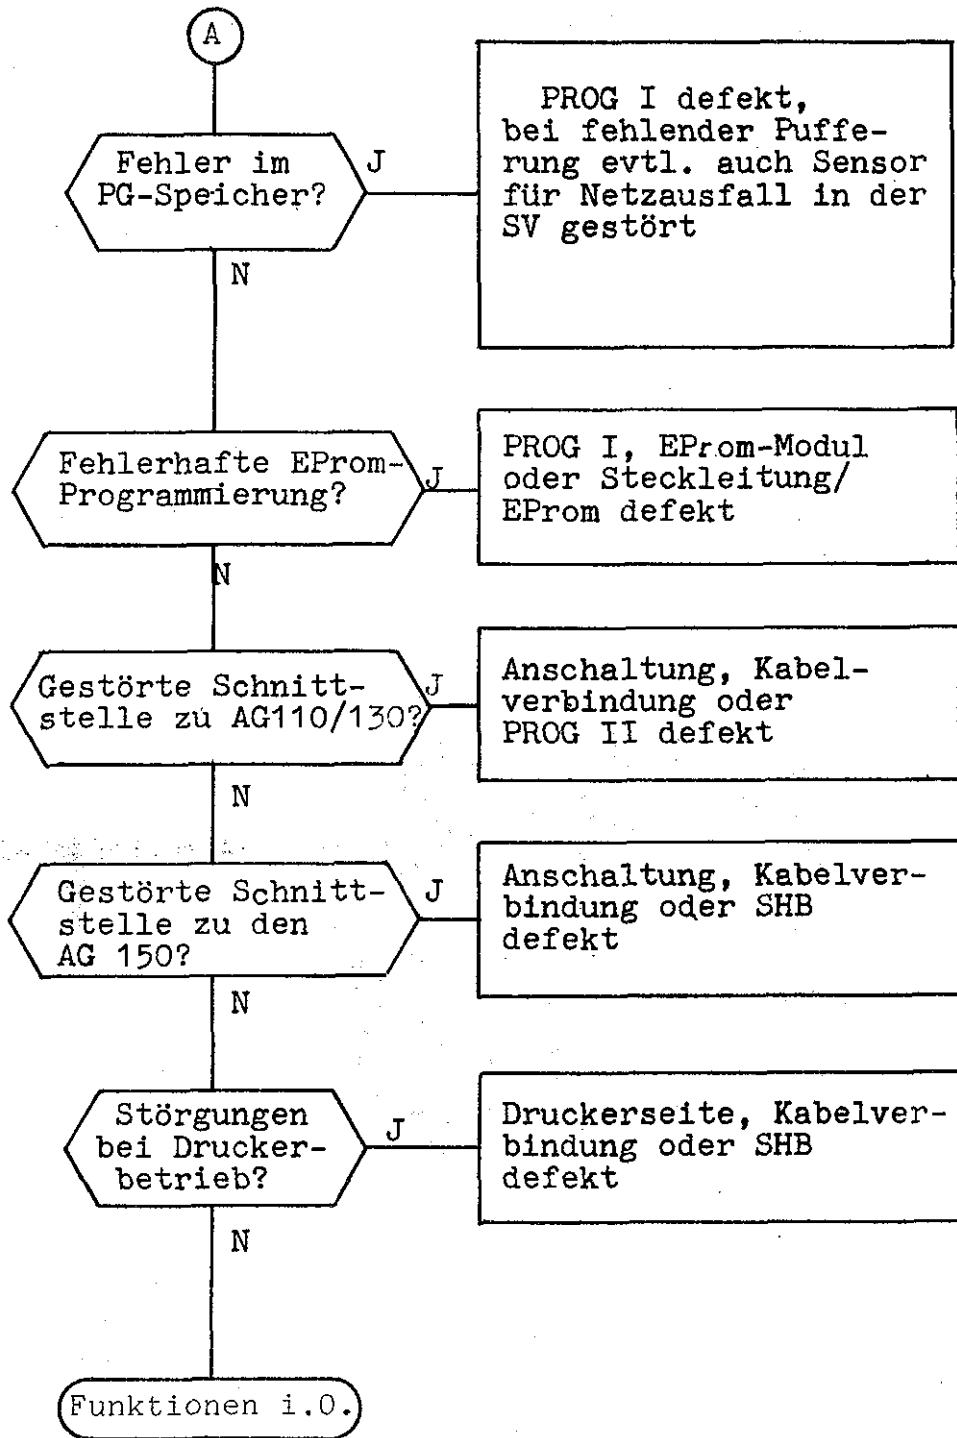 A
Fehler im
PG-Speicher?
J
PROG I defekt,
bei fehlender Puffe-
rung evtl. auch Sensor
für Netzausfall in der
SV gestört
N
Fehlerhafte EProm-
Programmierung?
J
PROG I, EProm-Modul
oder Steckleitung/
EProm defekt
N
Gestörte Schnitt-
stelle zu AG110/130?
J
Anschaltung, Kabel-
verbindung oder
PROG II defekt
N
Gestörte Schnitt-
stelle zu den
AG 150?
J
Anschaltung, Kabelver-
bindung oder SHB
defekt
N
Störgungen
bei Drucker-
betrieb?
J
Druckerseite, Kabelver-
bindung oder SHB
defekt
N
Funktionen i.O.